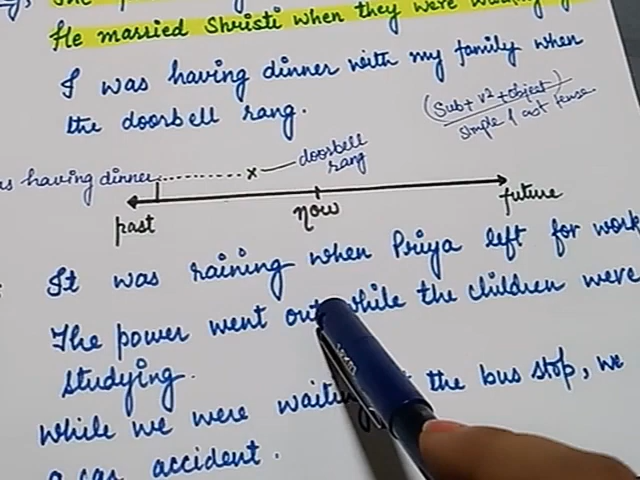 He married Shristi when they were
I was having dinner with my family when
the doorbell rang.
(Sub + V2 + object)
simple past tense
having dinner
doorbell
rang
past
now
future
It was raining when Priya left for work
The power went out while the children were
studying.
While we were waiting the bus stop, we
a car accident.